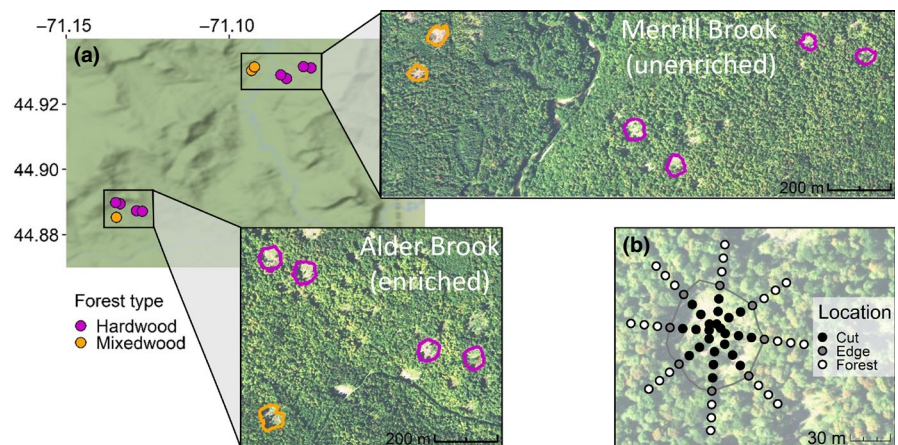 -71.15
-71.10
(a)
44.92
44.90
44.88
Merrill Brook
(unenriched)
200 m
Alder Brook
(enriched)
200 m
Forest type
Hardwood
Mixedwood
(b)
Location
Cut
Edge
Forest
30 m